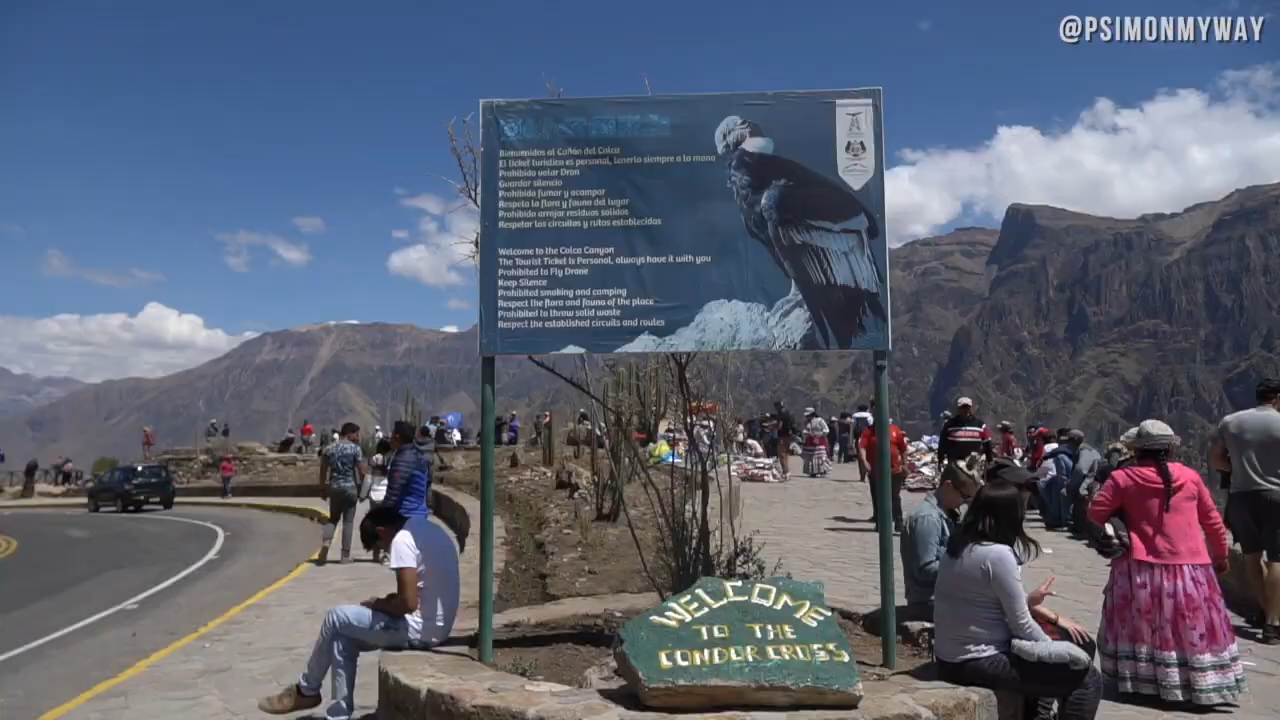 @PSIMONMYWAY
Bienvenidos al Cañón del Colca
El ticket turístico es personal, tenerlo siempre a la mano
Prohibido volar Dron
Guardar silencio
Prohibido fumar y acampar
Respeta la flora y fauna del lugar
Prohibido arrojar residuos solidos
Respetar los circuitos y rutas establecidas
Welcome to the Colca Canyon
The Tourist Ticket is Personal, always have it with you
Prohibited to Fly Drone
Keep Silence
Prohibited smoking and camping
Respect the flora and fauna of the place
Prohibited to throw solid waste
Respect the established circuits and routes
WELCOME
TO THE
CONDOR CROSS